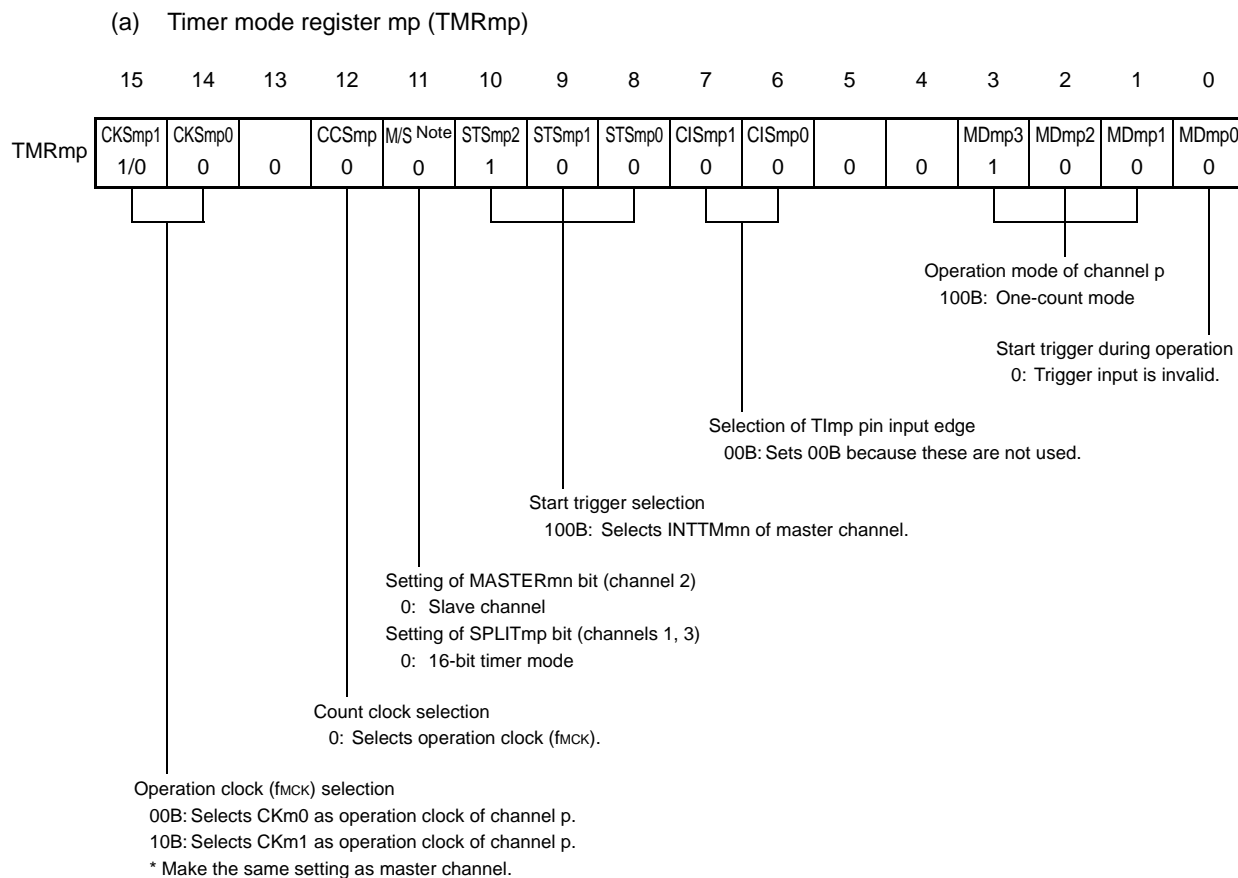 (a) Timer mode register mp (TMRmp)
15 14 13 12 11 10 9 8 7 6 5 4 3 2 1 0
CKSmp1 CKSmp0 CCSmp M/S Note STSmp2 STSmp1 STSmp0 CISmp1 CISmp0 MDmp3 MDmp2 MDmp1 MDmp0
TMRmp
1/0 0 0 0 0 1 0 0 0 0 0 0 1 0 0 0
Operation mode of channel p
100B: One-count mode
Start trigger during operation
0: Trigger input is invalid.
Selection of TImp pin input edge
00B: Sets 00B because these are not used.
Start trigger selection
100B: Selects INTTMmn of master channel.
Setting of MASTERmn bit (channel 2)
0: Slave channel
Setting of SPLITmp bit (channels 1, 3)
0: 16-bit timer mode
Count clock selection
0: Selects operation clock (fMCK).
Operation clock (fMCK) selection
00B: Selects CKm0 as operation clock of channel p.
10B: Selects CKm1 as operation clock of channel p.
* Make the same setting as master channel.